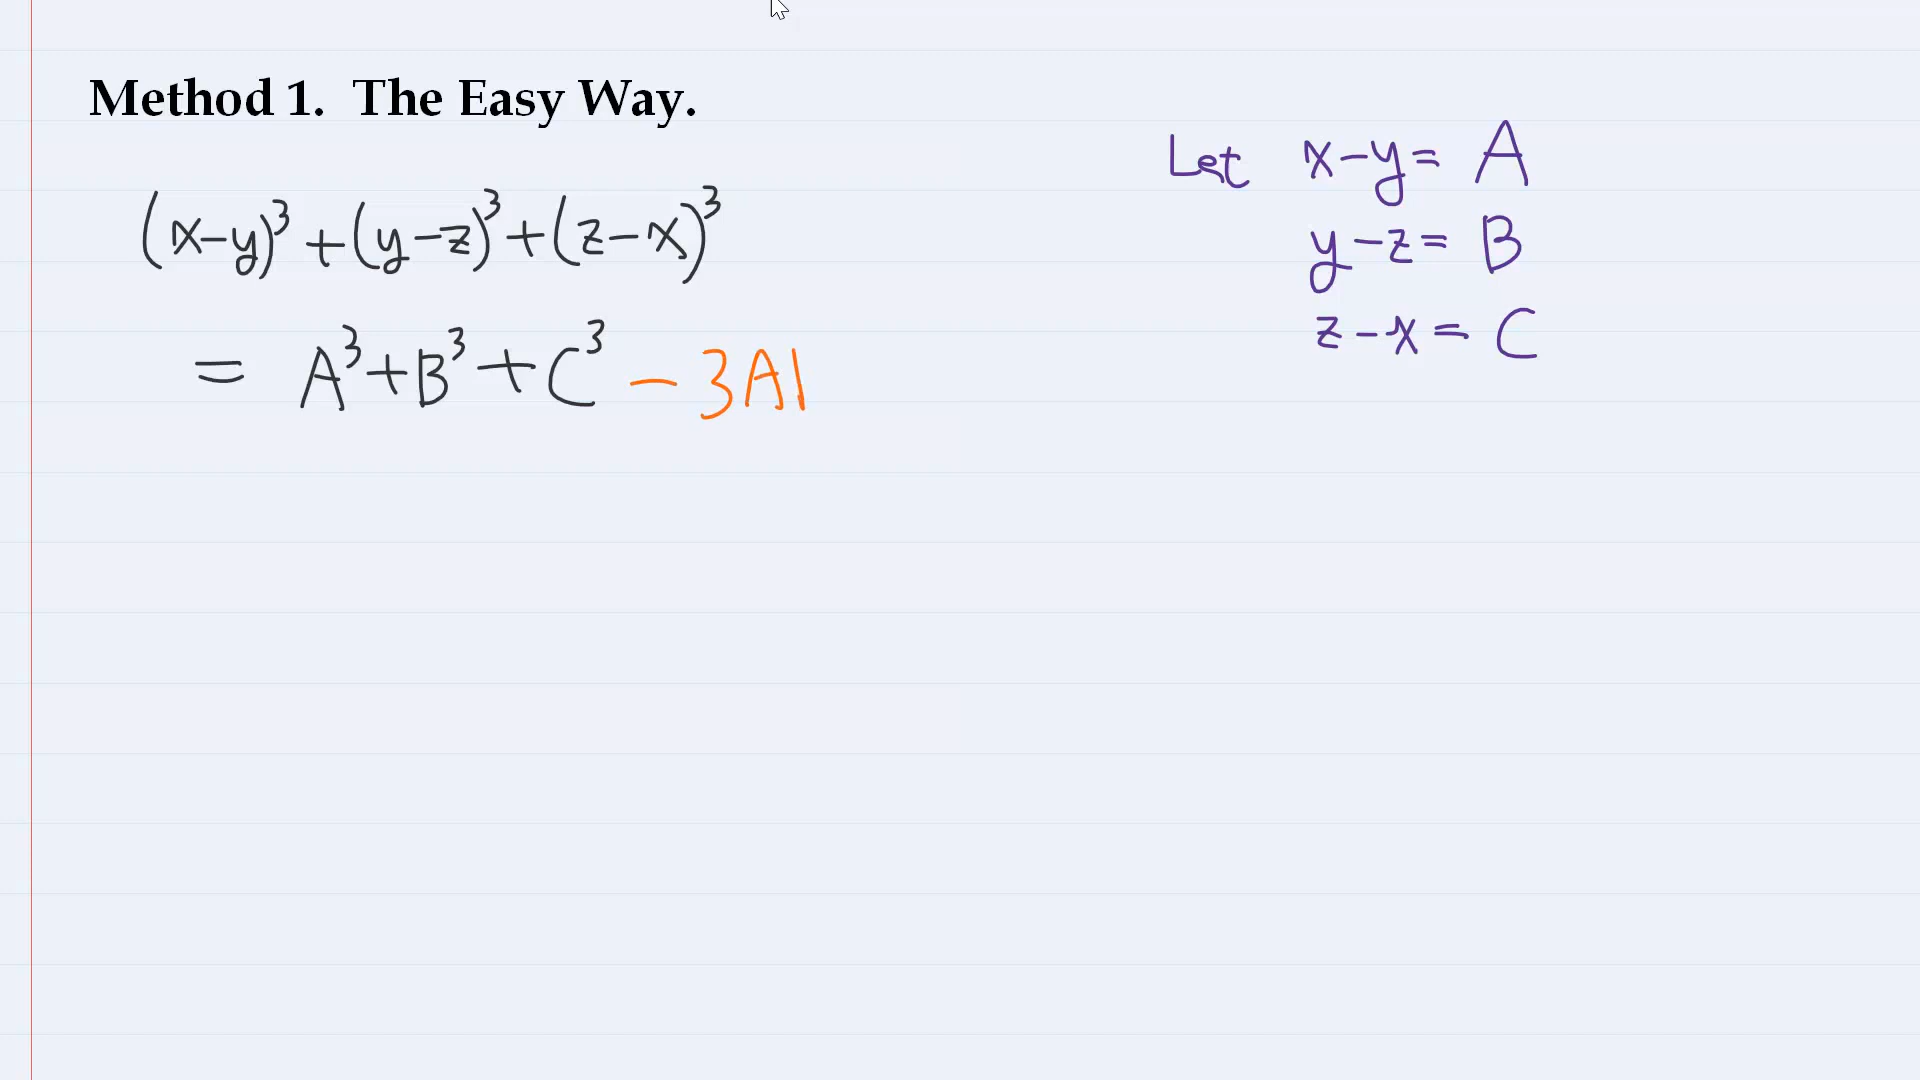 Method 1. The Easy Way.
Let x-y= A
(x-y)³+(y-z)³+(z-x)³
y-z= B
z-x= C
= A³+B³+C³ - 3A